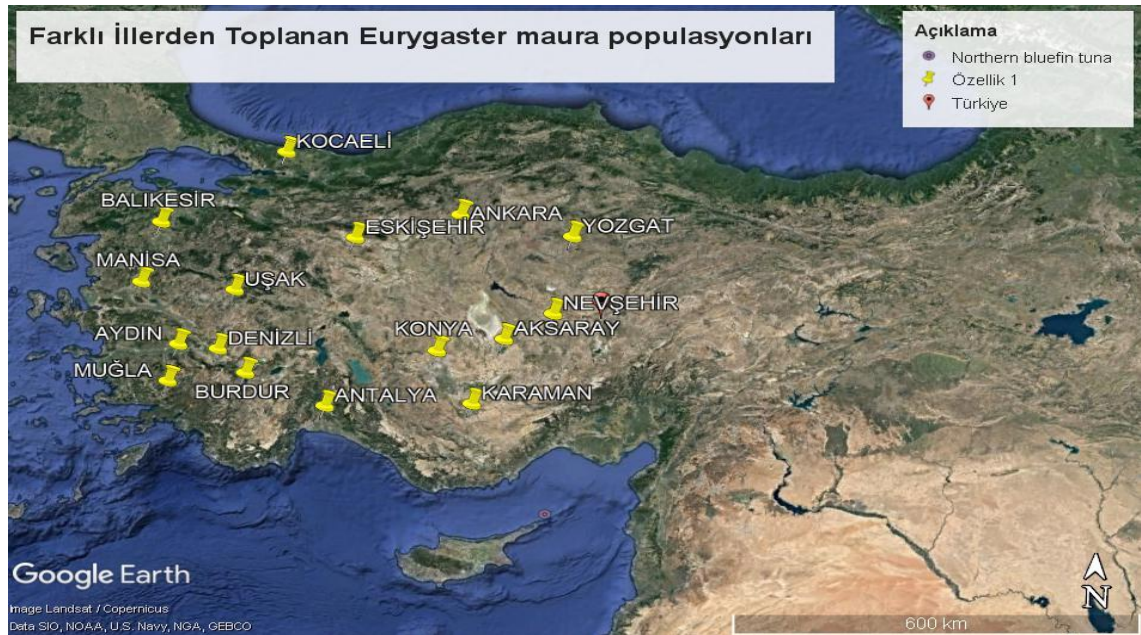 Farklı İllerden Toplanan Eurygaster maura populasyonları
Açıklama
Northern bluefin tuna
Özellik 1
Türkiye
KOCAELİ
BALIKESİR
ESKİŞEHİR
ANKARA
YOZGAT
MANİSA
UŞAK
NEVŞEHİR
AYDIN
DENİZLİ
KONYA
AKSARAY
MUĞLA
BURDUR
ANTALYA
KARAMAN
Google Earth
Image Landsat / Copernicus
Data SIO, NOAA, U.S. Navy, NGA, GEBCO
N
600 km